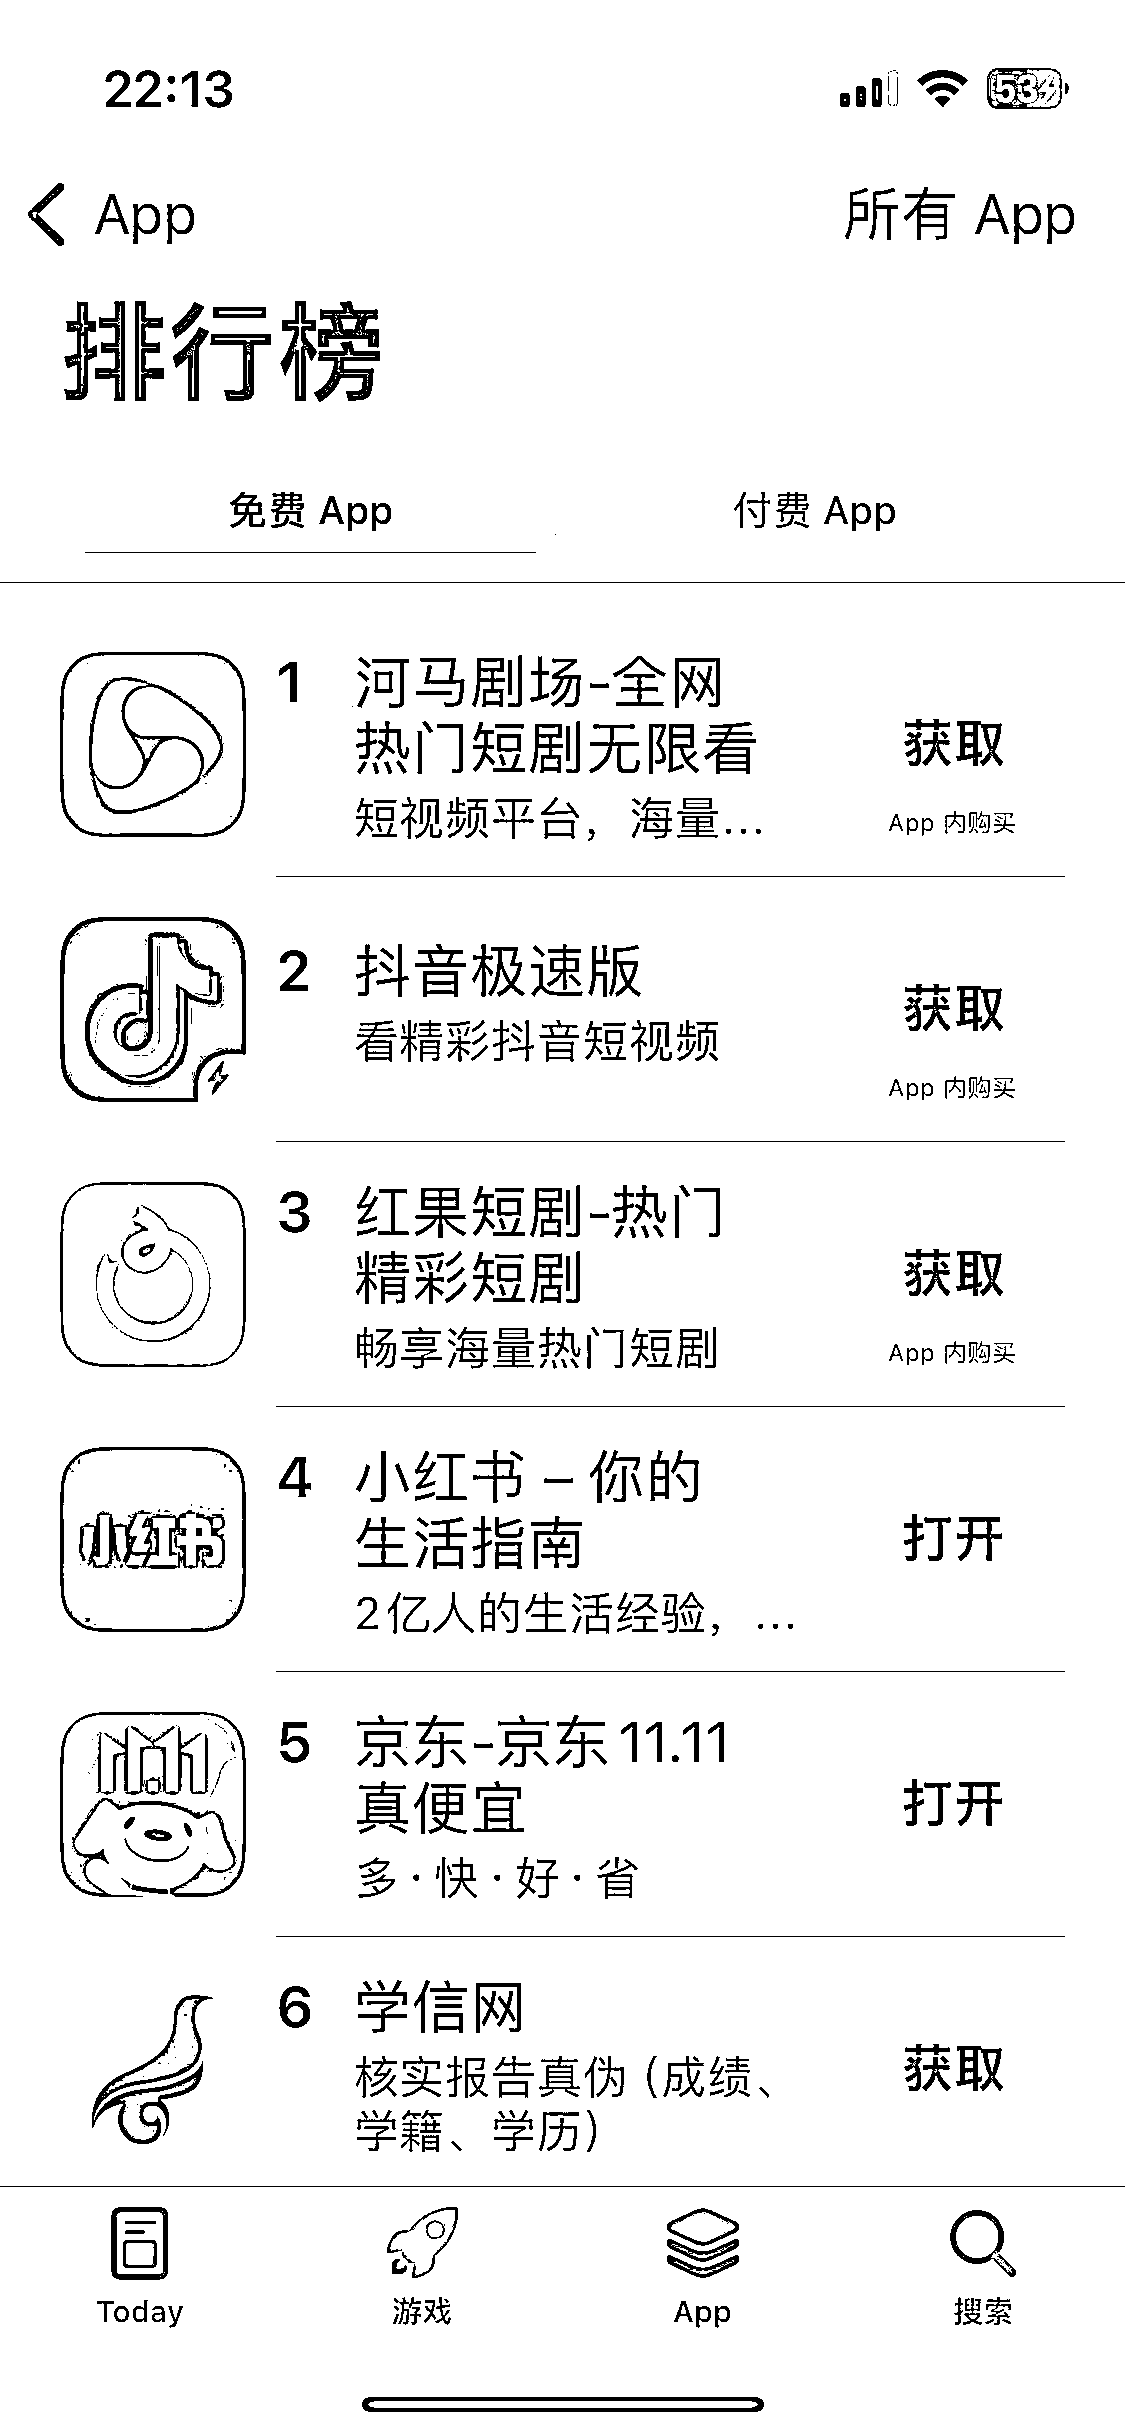 22:13
53
App
所有 App
排行榜
免费 App
付费 App
1
河马剧场-全网
热门短剧无限看
短视频平台，海量...
获取
App 内购买
2
抖音极速版
看精彩抖音短视频
获取
App 内购买
3
红果短剧-热门
精彩短剧
畅享海量热门短剧
获取
App 内购买
小红书
4
小红书 – 你的
生活指南
2亿人的生活经验，...
打开
5
京东-京东 11.11
真便宜
多·快·好·省
打开
6
学信网
核实报告真伪（成绩、
学籍、学历）
获取
Today
游戏
App
搜索